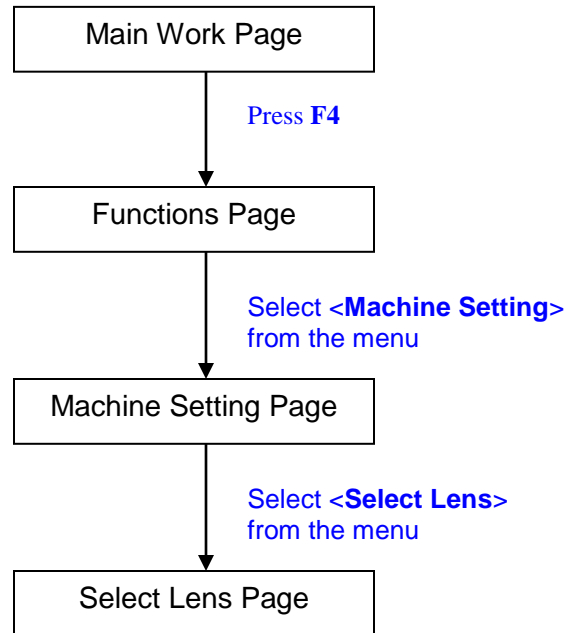 Main Work Page
Press F4
Functions Page
Select <Machine Setting>
from the menu
Machine Setting Page
Select <Select Lens>
from the menu
Select Lens Page